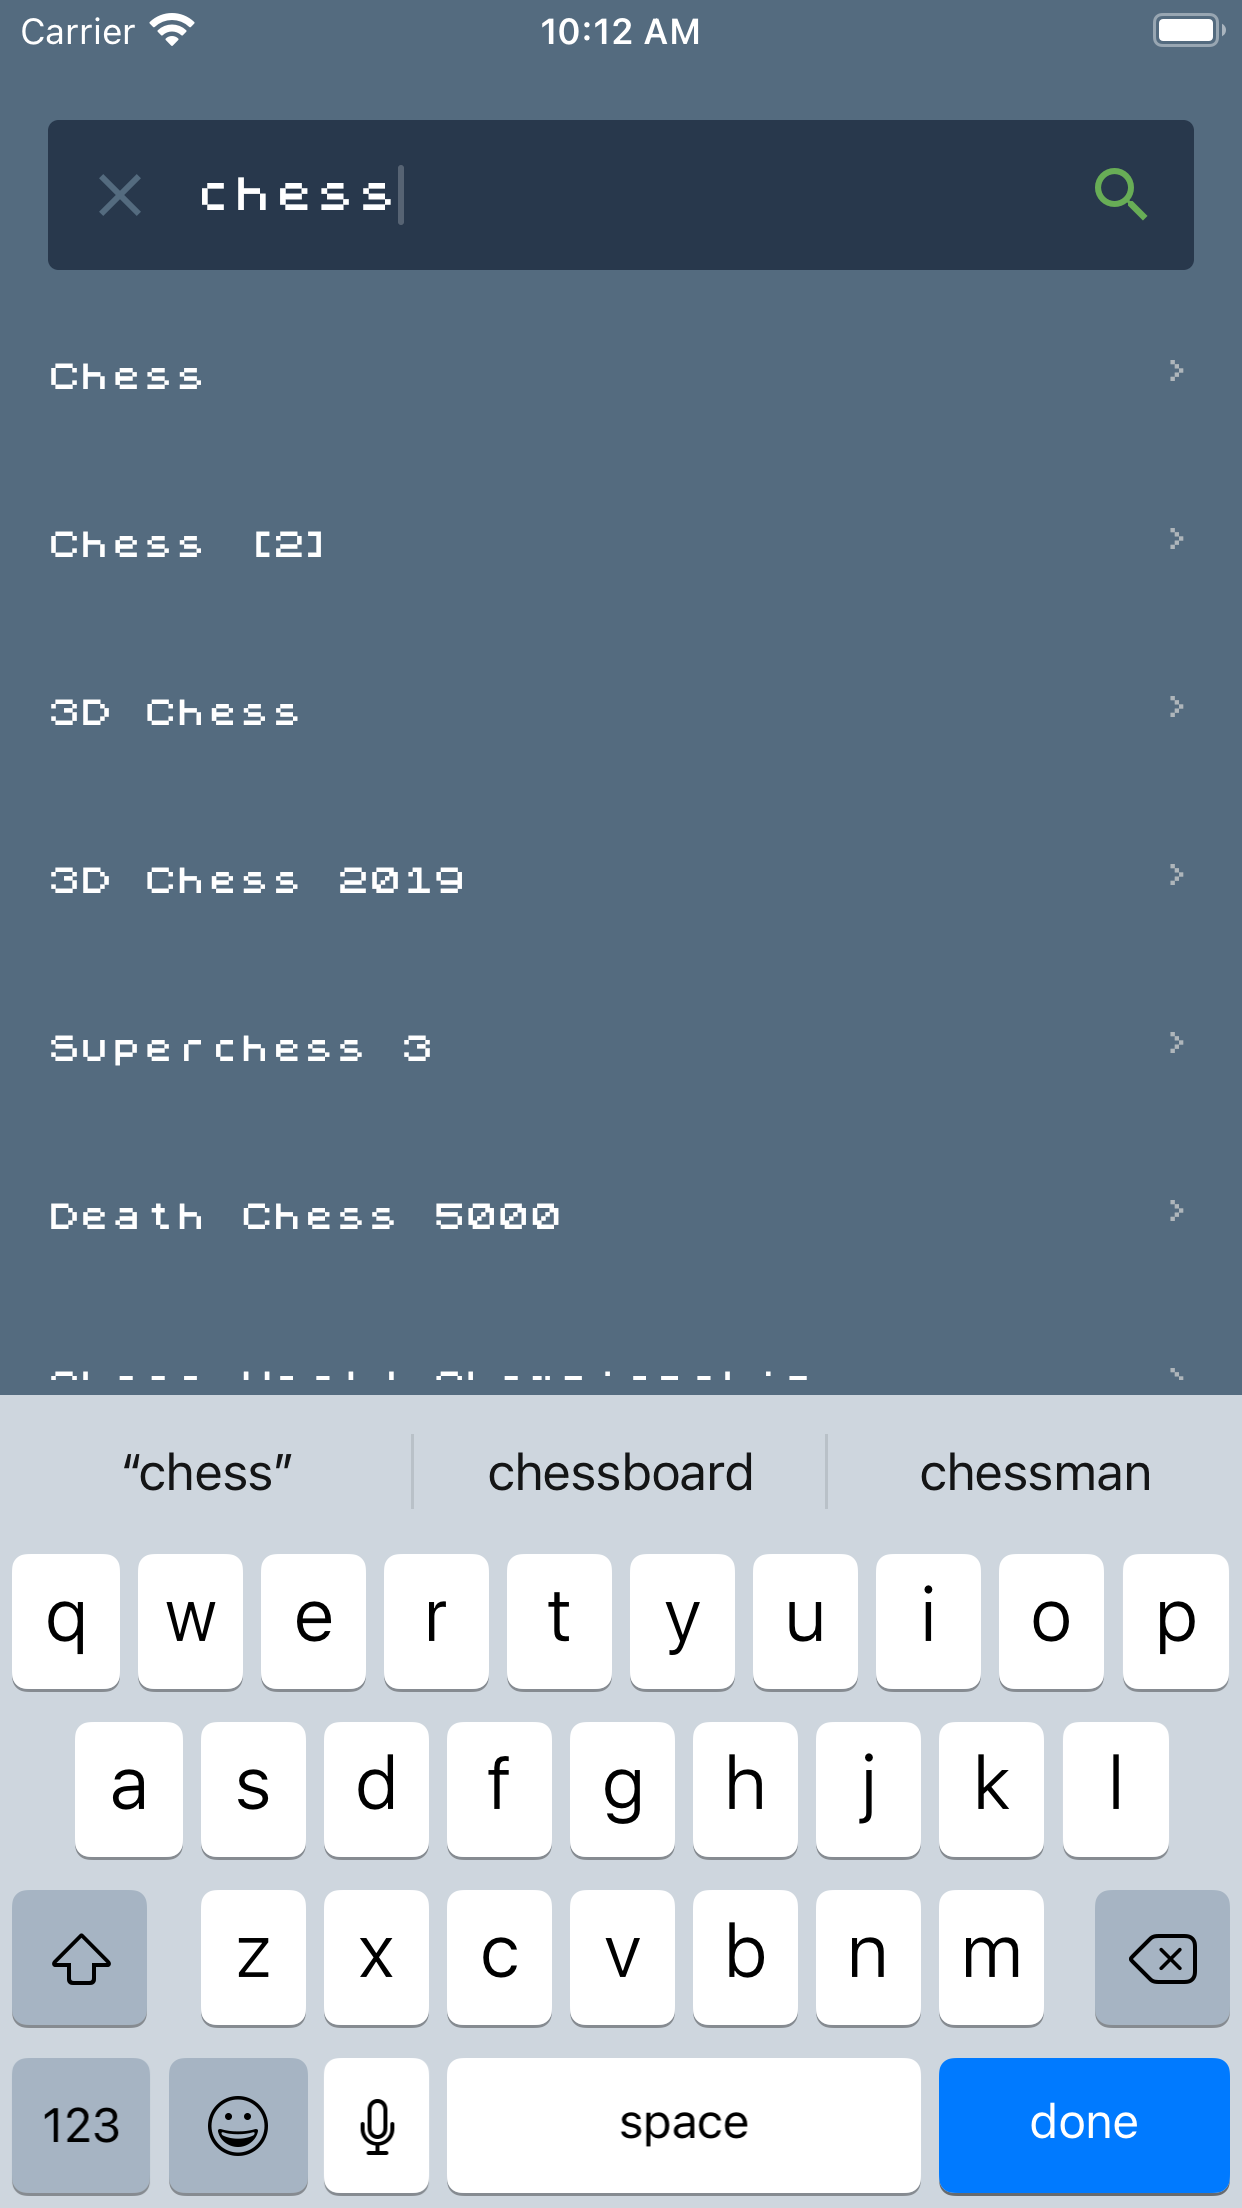 Carrier 10:12 AM
chess
Chess
Chess [2]
3D Chess
3D Chess 2019
Superchess 3
Death Chess 5000
“chess” chessboard chessman
q w e r t y u i o p
a s d f g h j k l
z x c v b n m
123 space done